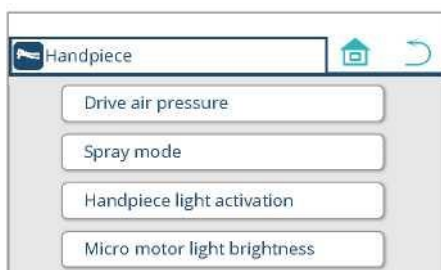 Handpiece
Drive air pressure
Spray mode
Handpiece light activation
Micro motor light brightness